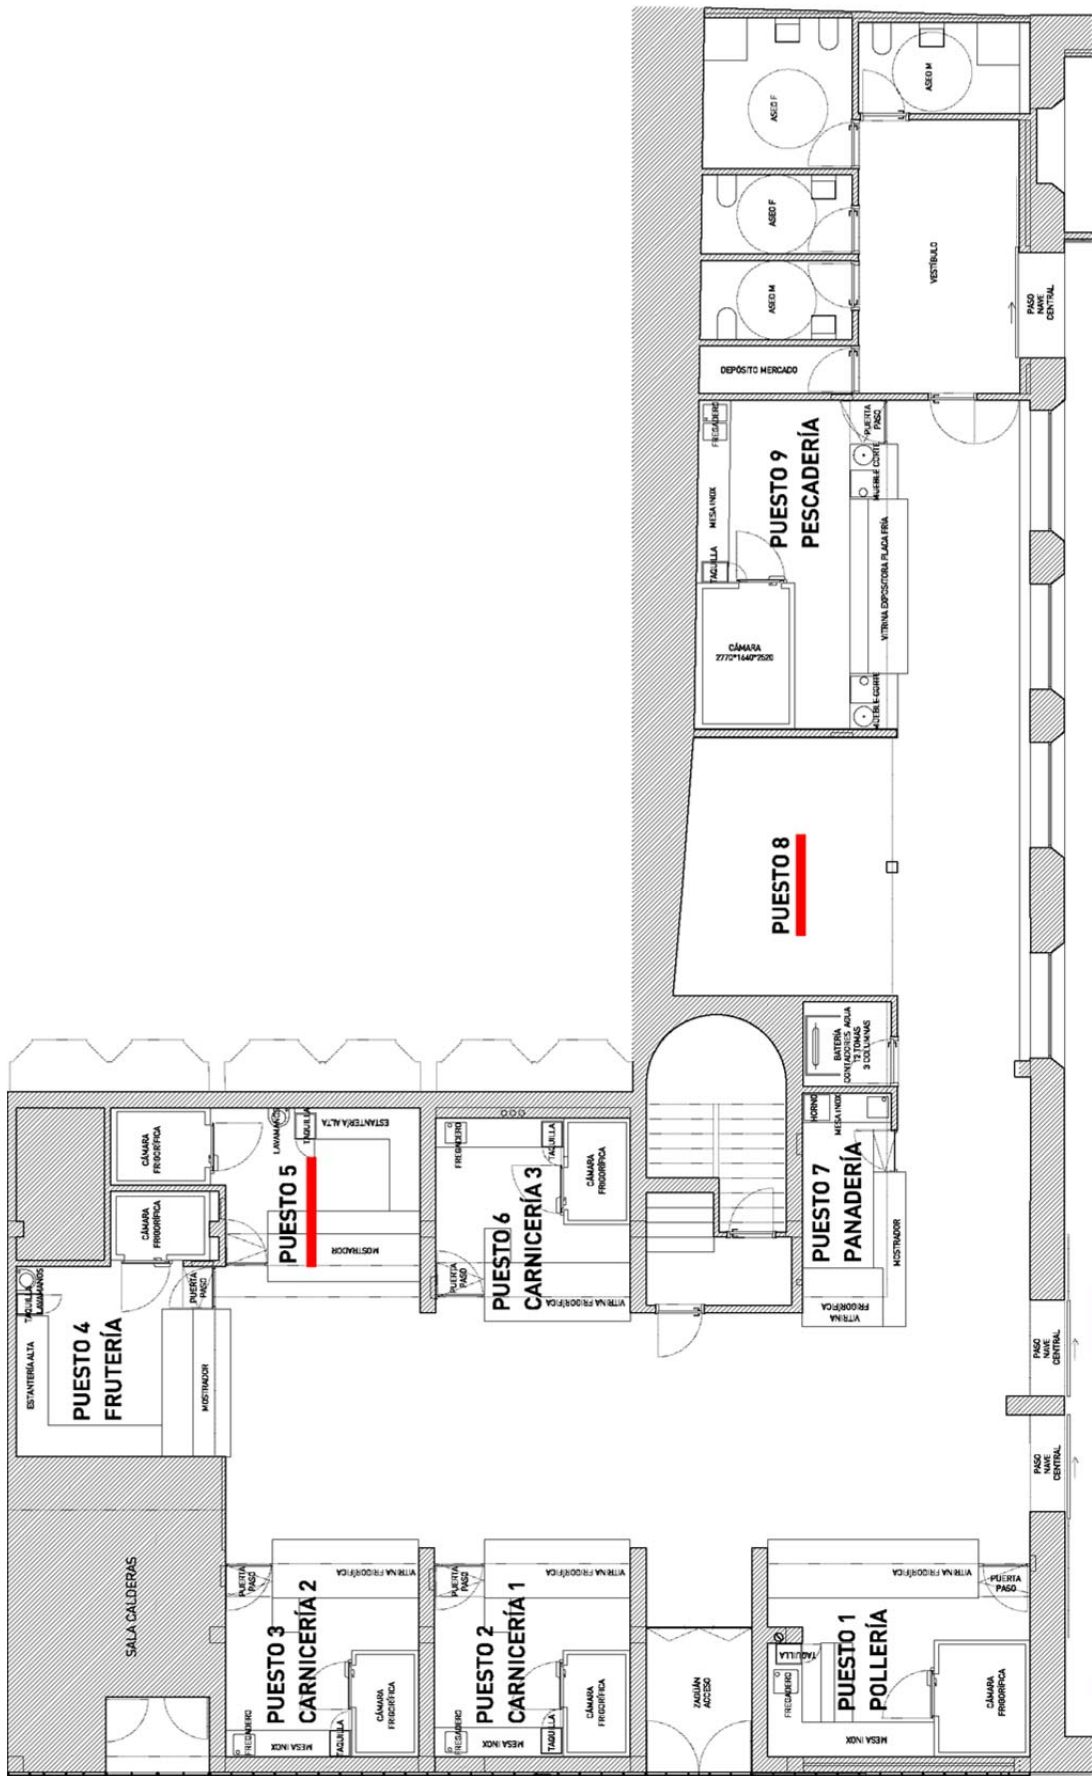 ASEO F
ASEO M
ASEO F
ASEO M
DEPÓSITO MERCADO
VESTÍBULO
PASO
NAVE
CENTRAL
FREGADERO
MESA INOX
TAQUILLA
PUESTO 9
PESCADERÍA
PUERTA
PASO
MUEBLE CORTE
VITRINA EXPOSITORA PLACA FRÍA
MUEBLE CORTE
CÁMARA
2770*1640*2520
PUESTO 8
BATERÍA
CONTADORES AGUA
12 TOMAS
3 COLUMNAS
HORNO
MESA INOX
PUESTO 7
PANADERÍA
MOSTRADOR
VITRINA
FRIGORÍFICA
CÁMARA
FRIGORÍFICA
CÁMARA
FRIGORÍFICA
LAVAMANOS
TAQUILLA
ESTANTERÍA ALTA
PUESTO 5
MOSTRADOR
FREGADERO
TAQUILLA
CÁMARA
FRIGORÍFICA
PUESTO 6
CARNICERÍA 3
PUERTA
PASO
VITRINA FRIGORÍFICA
TAQUILLA
LAVAMANOS
PUERTA
PASO
ESTANTERÍA ALTA
PUESTO 4
FRUTERÍA
MOSTRADOR
PASO
NAVE
CENTRAL
PASO
NAVE
CENTRAL
SALA CALDERAS
PUERTA
PASO
VITRINA FRIGORÍFICA
PUESTO 3
CARNICERÍA 2
FREGADERO
MESA INOX
TAQUILLA
CÁMARA
FRIGORÍFICA
PUERTA
PASO
VITRINA FRIGORÍFICA
PUESTO 2
CARNICERÍA 1
FREGADERO
MESA INOX
TAQUILLA
CÁMARA
FRIGORÍFICA
ZAGUÁN
ACCESO
VITRINA FRIGORÍFICA
PUERTA
PASO
TAQUILLA
FREGADERO
PUESTO 1
POLLERÍA
MESA INOX
CÁMARA
FRIGORÍFICA